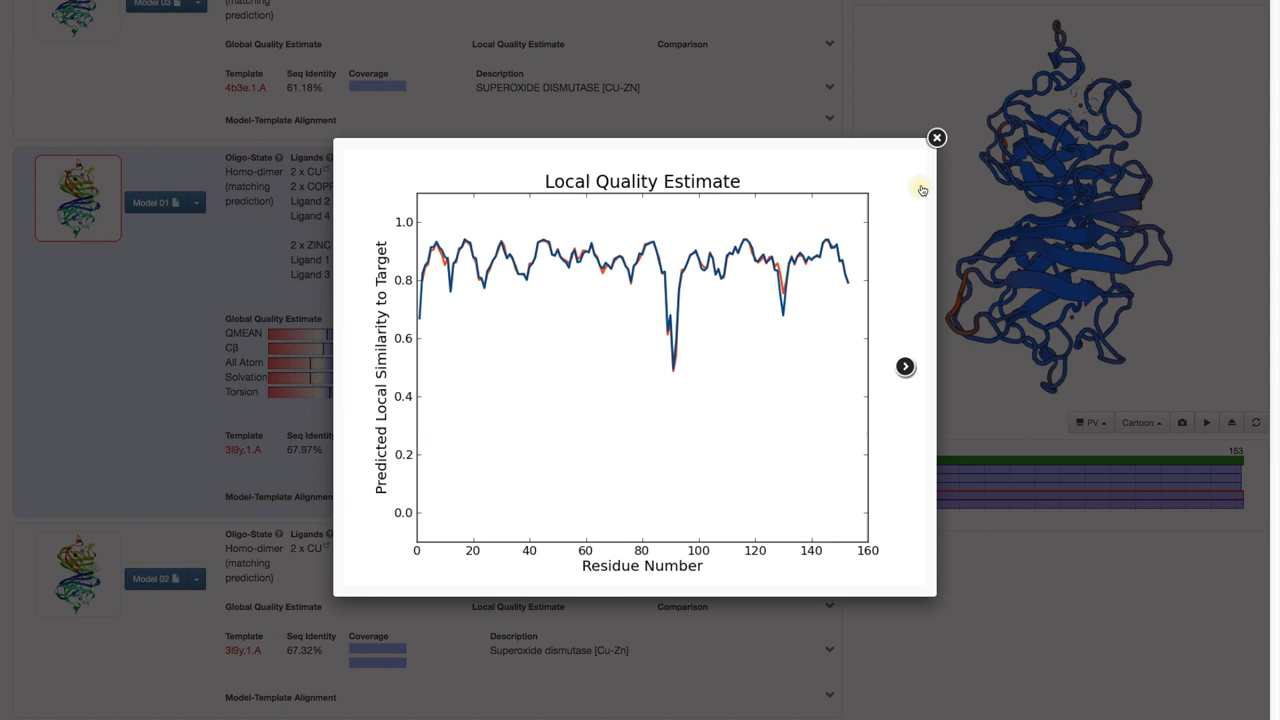 Model 03
(matching
prediction)
Global Quality Estimate Local Quality Estimate Comparison
Template Seq Identity Coverage Description
4b3e.1.A 61.18% SUPEROXIDE DISMUTASE [CU-ZN]
Model-Template Alignment
Oligo-State Ligands
Homo-dimer 2 x CU
(matching 2 x COPP
prediction) Ligand 2
Model 01
Ligand 4
2 x ZINC
Ligand 1
Ligand 3
Global Quality Estimate
QMEAN
Cβ
All Atom
Solvation
Torsion
Template Seq Identity
3l9y.1.A 67.97%
Model-Template Alignmen
Oligo-State Ligands
Homo-dimer 2 x CU
(matching
prediction)
Model 02
Global Quality Estimate Local Quality Estimate Comparison
Template Seq Identity Coverage Description
3l9y.1.A 67.32% Superoxide dismutase [Cu-Zn]
Model-Template Alignment
Local Quality Estimate
Predicted Local Similarity to Target
1.0
0.8
0.6
0.4
0.2
0.0
0 20 40 60 80 100 120 140 160
Residue Number
PV Cartoon
153